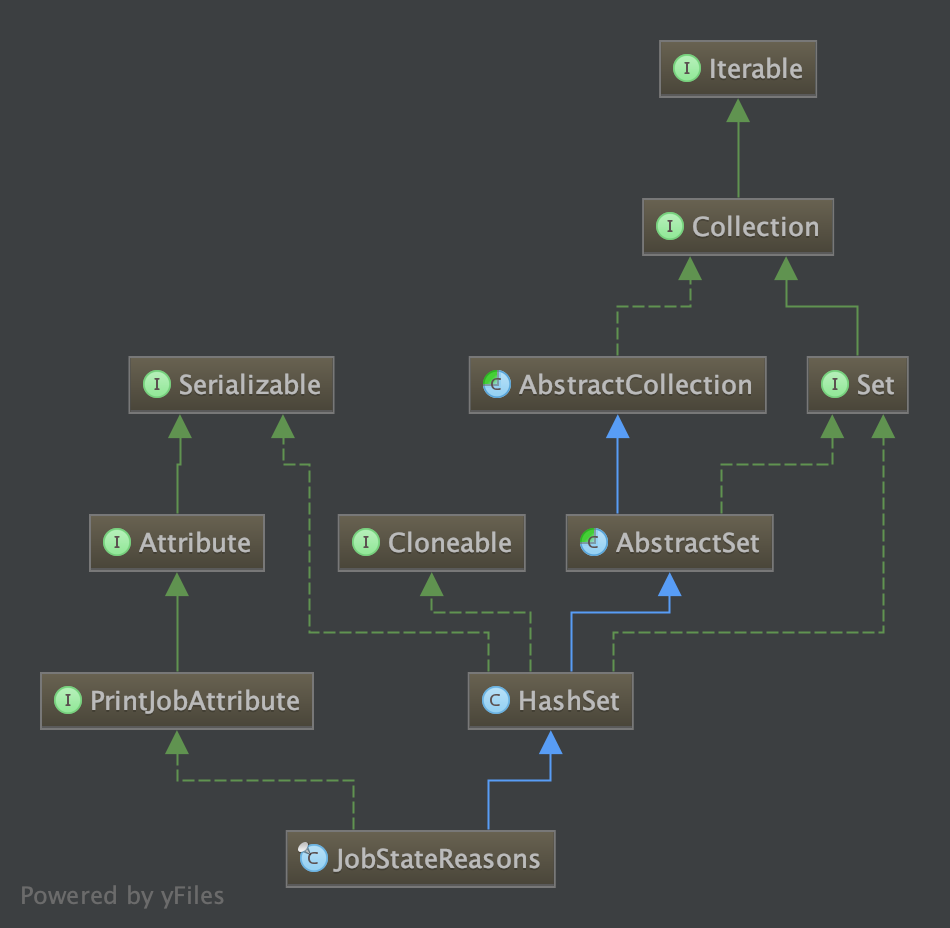 I Iterable
I Collection
I Serializable
C AbstractCollection
I Set
I Attribute
I Cloneable
C AbstractSet
I PrintJobAttribute
C HashSet
C JobStateReasons
Powered by yFiles